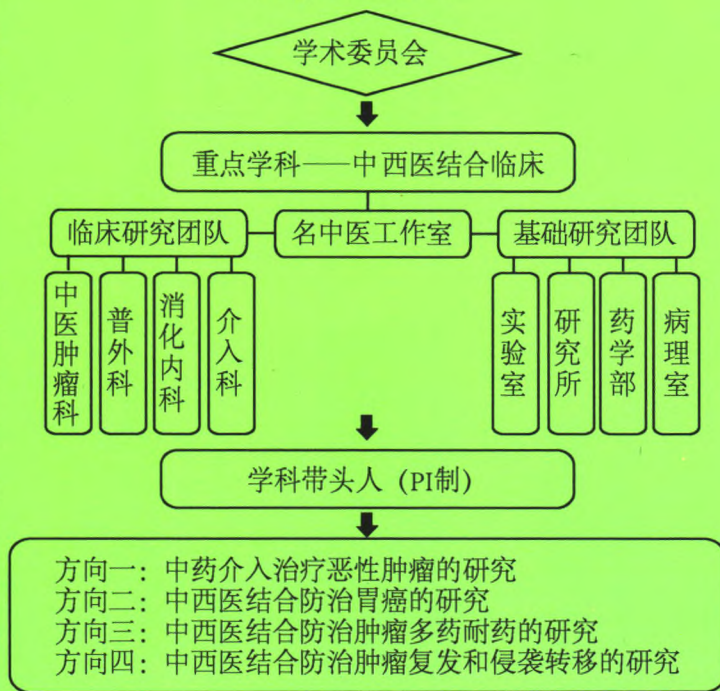 学术委员会
重点学科——中西医结合临床
临床研究团队
名中医工作室
基础研究团队
中医肿瘤科
普外科
消化内科
介入科
实验室
研究所
药学部
病理室
学科带头人（PI制）
方向一：中药介入治疗恶性肿瘤的研究
方向二：中西医结合防治胃癌的研究
方向三：中西医结合防治肿瘤多药耐药的研究
方向四：中西医结合防治肿瘤复发和侵袭转移的研究